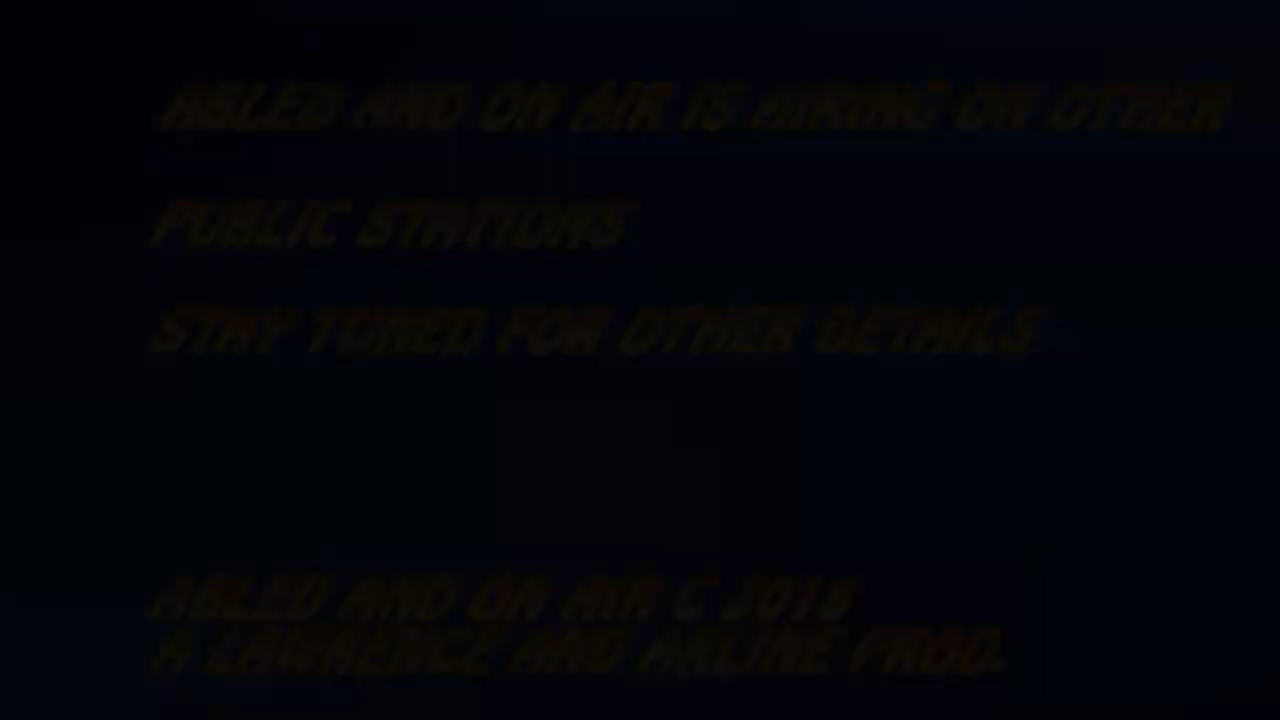 ABLED AND ON AIR IS AIRING ON OTHER
PUBLIC STATIONS
STAY TUNED FOR OTHER DETAILS
ABLED AND ON AIR C 2015
A LAWRENCE AND ARLINE PROD.